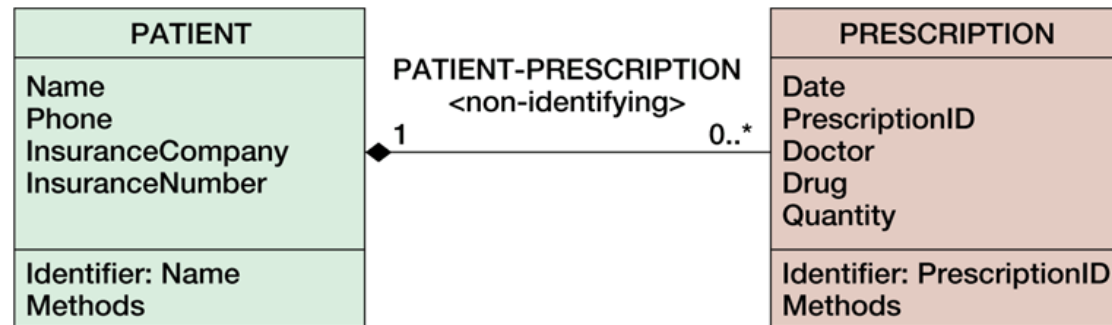 PATIENT
Name
Phone
InsuranceCompany
InsuranceNumber
Identifier: Name
Methods
PATIENT-PRESCRIPTION
<non-identifying>
1
0..*
PRESCRIPTION
Date
PrescriptionID
Doctor
Drug
Quantity
Identifier: PrescriptionID
Methods